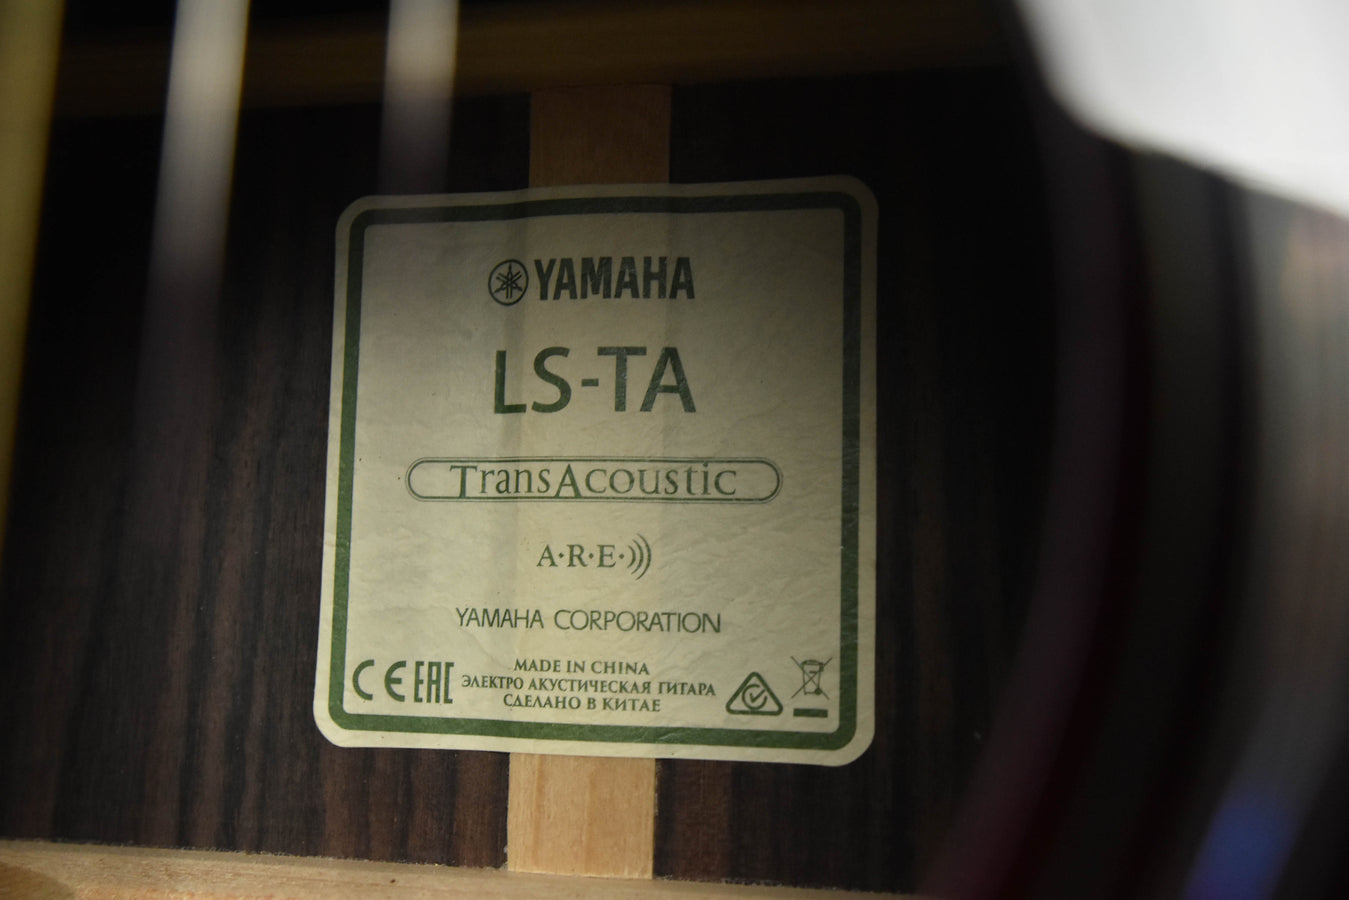 YAMAHA
LS-TA
TransAcoustic
A·R·E·
YAMAHA CORPORATION
CE EAC
MADE IN CHINA
ЭЛЕКТРО АКУСТИЧЕСКАЯ ГИТАРА
СДЕЛАНО В КИТАЕ